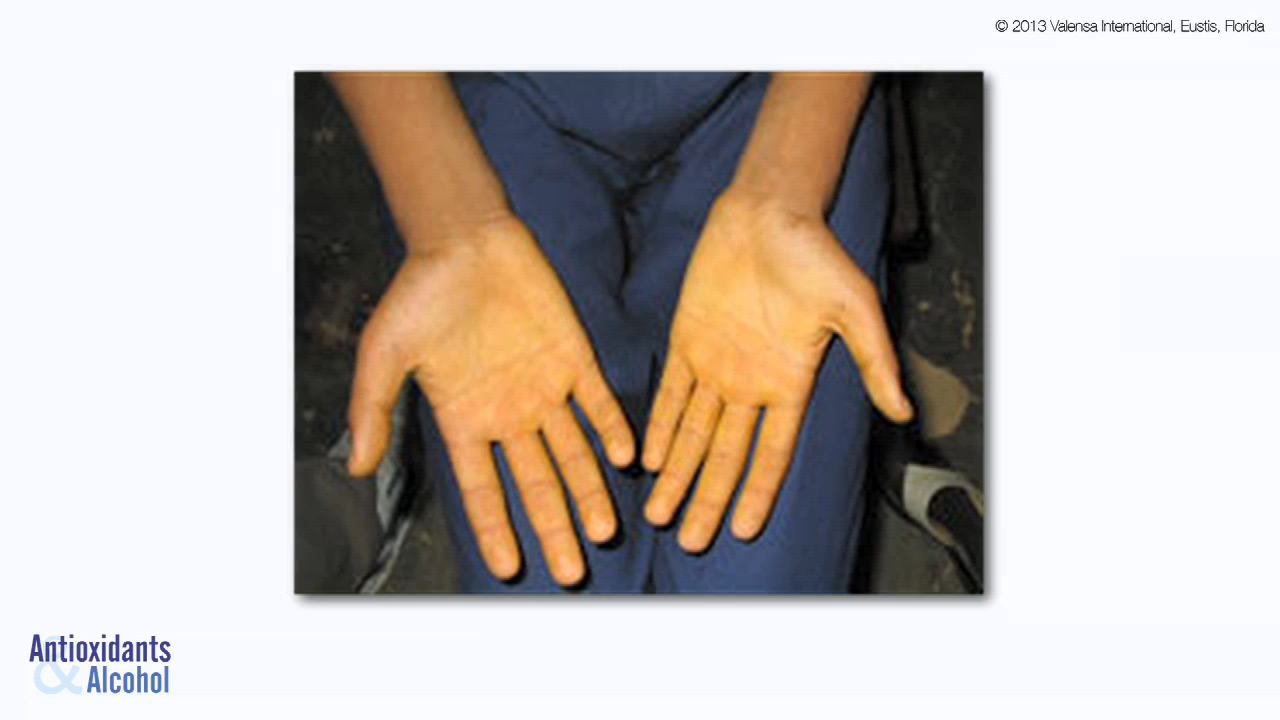 © 2013 Valensa International, Eustis, Florida
Antioxidants
& Alcohol